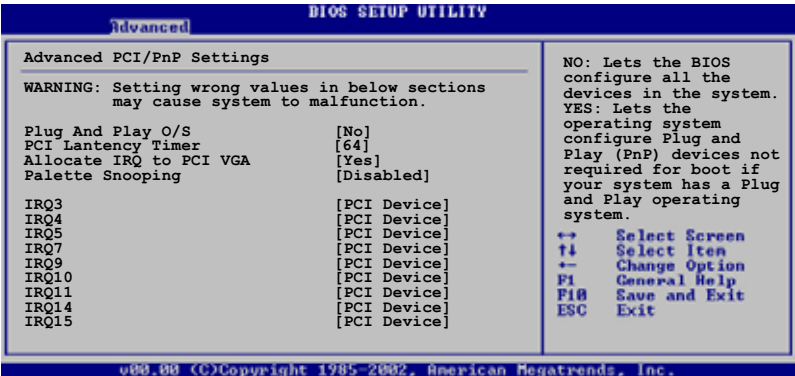 BIOS SETUP UTILITY
Advanced
Advanced PCI/PnP Settings
WARNING: Setting wrong values in below sections
may cause system to malfunction.
Plug And Play O/S [No]
PCI Lantency Timer [64]
Allocate IRQ to PCI VGA [Yes]
Palette Snooping [Disabled]
IRQ3 [PCI Device]
IRQ4 [PCI Device]
IRQ5 [PCI Device]
IRQ7 [PCI Device]
IRQ9 [PCI Device]
IRQ10 [PCI Device]
IRQ11 [PCI Device]
IRQ14 [PCI Device]
IRQ15 [PCI Device]
NO: Lets the BIOS
configure all the
devices in the system.
YES: Lets the
operating system
configure Plug and
Play (PnP) devices not
required for boot if
your system has a Plug
and Play operating
system.
↔ Select Screen
↑↓ Select Item
+- Change Option
F1 General Help
F10 Save and Exit
ESC Exit
v00.00 (C)Copyright 1985-2002, American Megatrends, Inc.